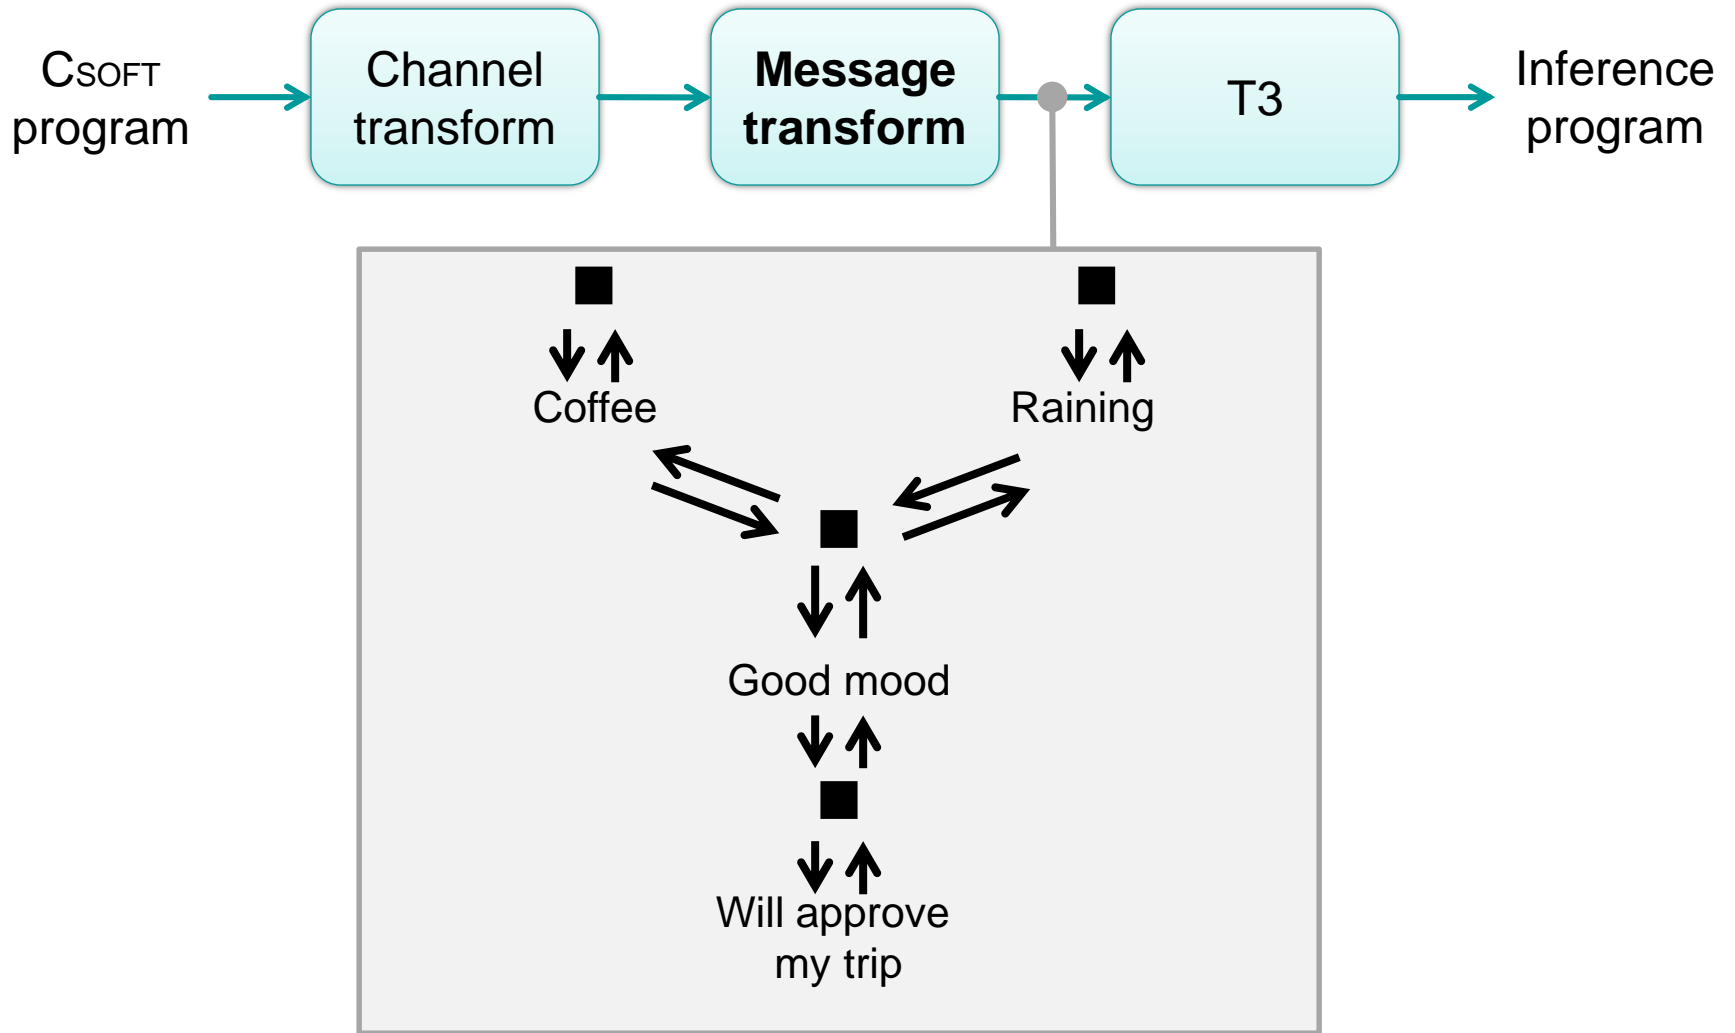 CSOFT
program
Channel
transform
Message
transform
T3
Inference
program
Coffee
Raining
Good mood
Will approve
my trip